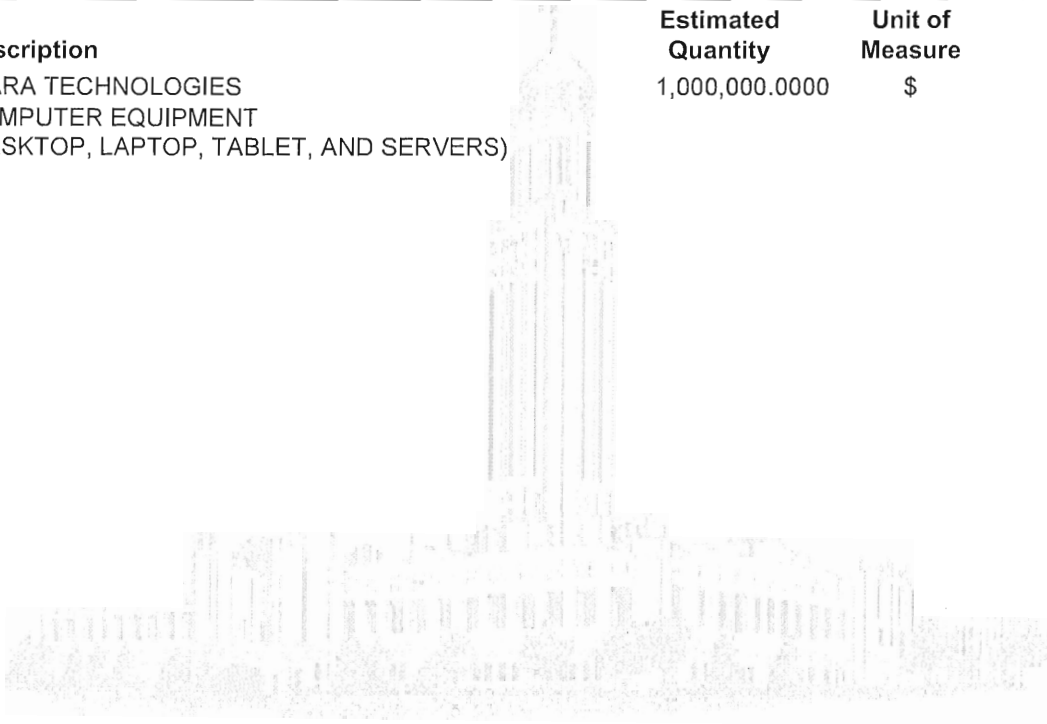 Estimated Unit of
scription Quantity Measure
ARA TECHNOLOGIES 1,000,000.0000 $
MPUTER EQUIPMENT
SKTOP, LAPTOP, TABLET, AND SERVERS)